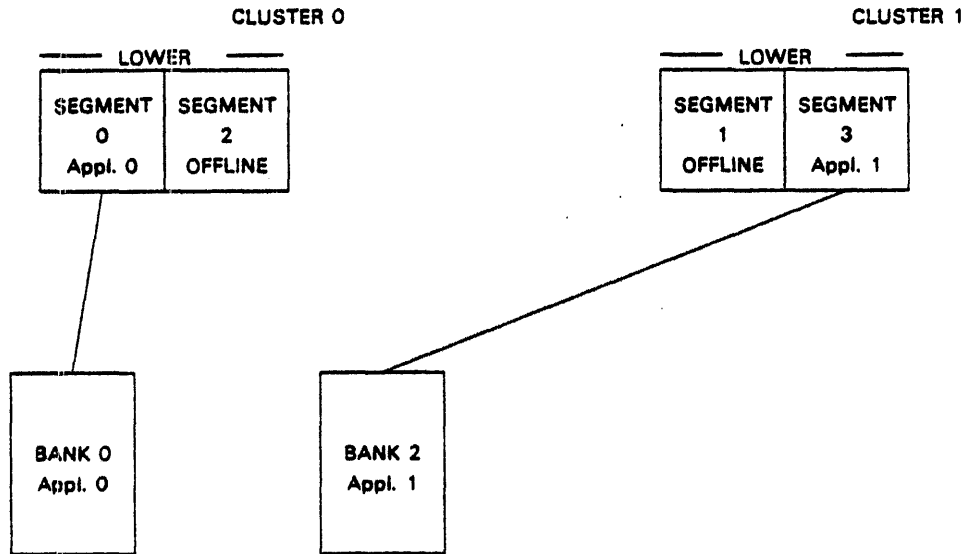 CLUSTER 0
LOWER
SEGMENT
0
Appl. 0
SEGMENT
2
OFFLINE
CLUSTER 1
LOWER
SEGMENT
1
OFFLINE
SEGMENT
3
Appl. 1
BANK 0
Appl. 0
BANK 2
Appl. 1